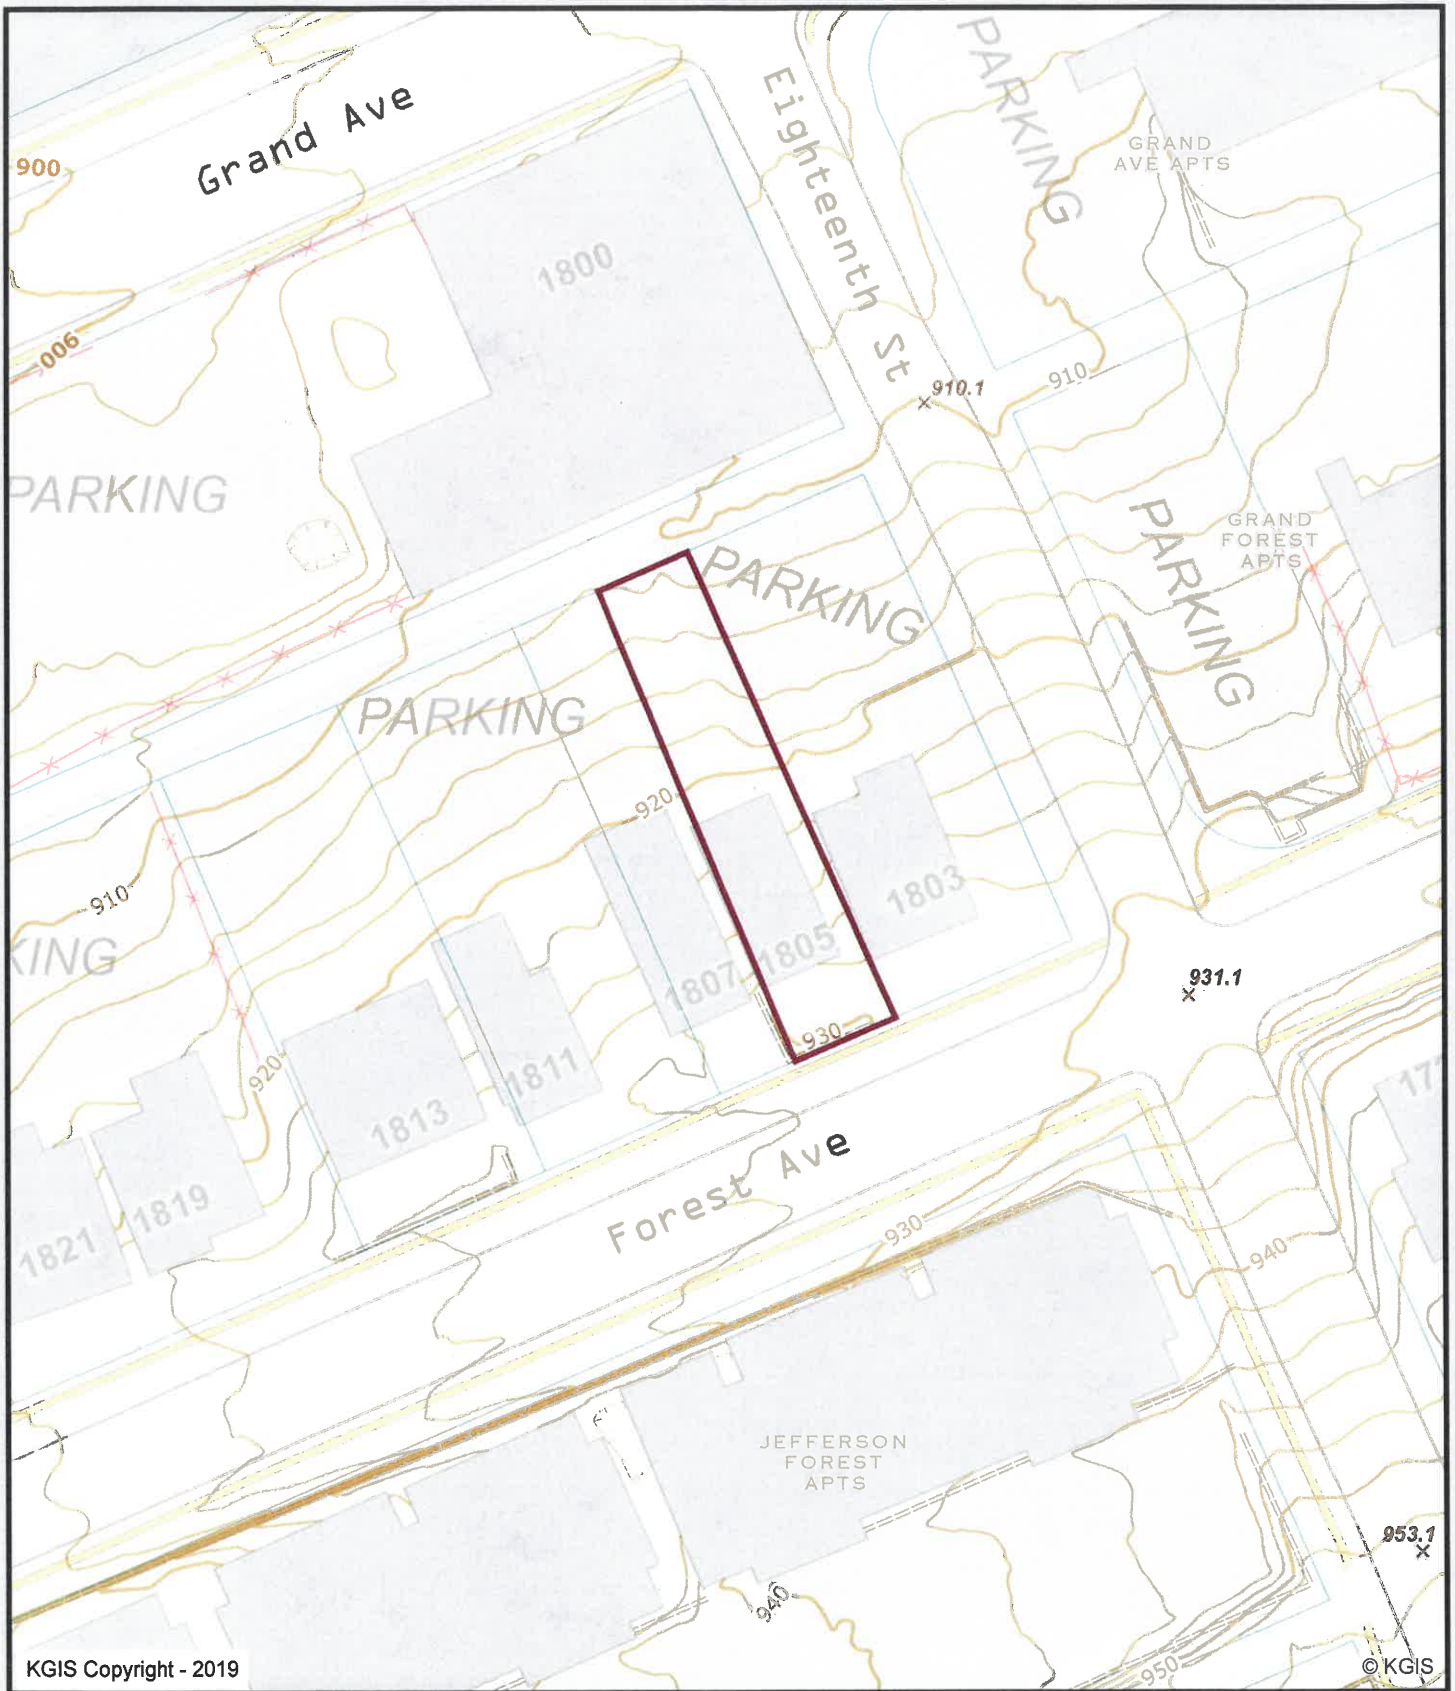 Grand Ave
900
Eighteenth St
PARKING
GRAND
AVE APTS
1800
900
910.1
910
PARKING
PARKING
GRAND
FOREST
APTS
PARKING
PARKING
920
910
KING
1803
1805
1807
931.1
930
920
1811
1813
1819
1821
Forest Ave
930
940
JEFFERSON
FOREST
APTS
953.1
940
950
KGIS Copyright - 2019
© KGIS